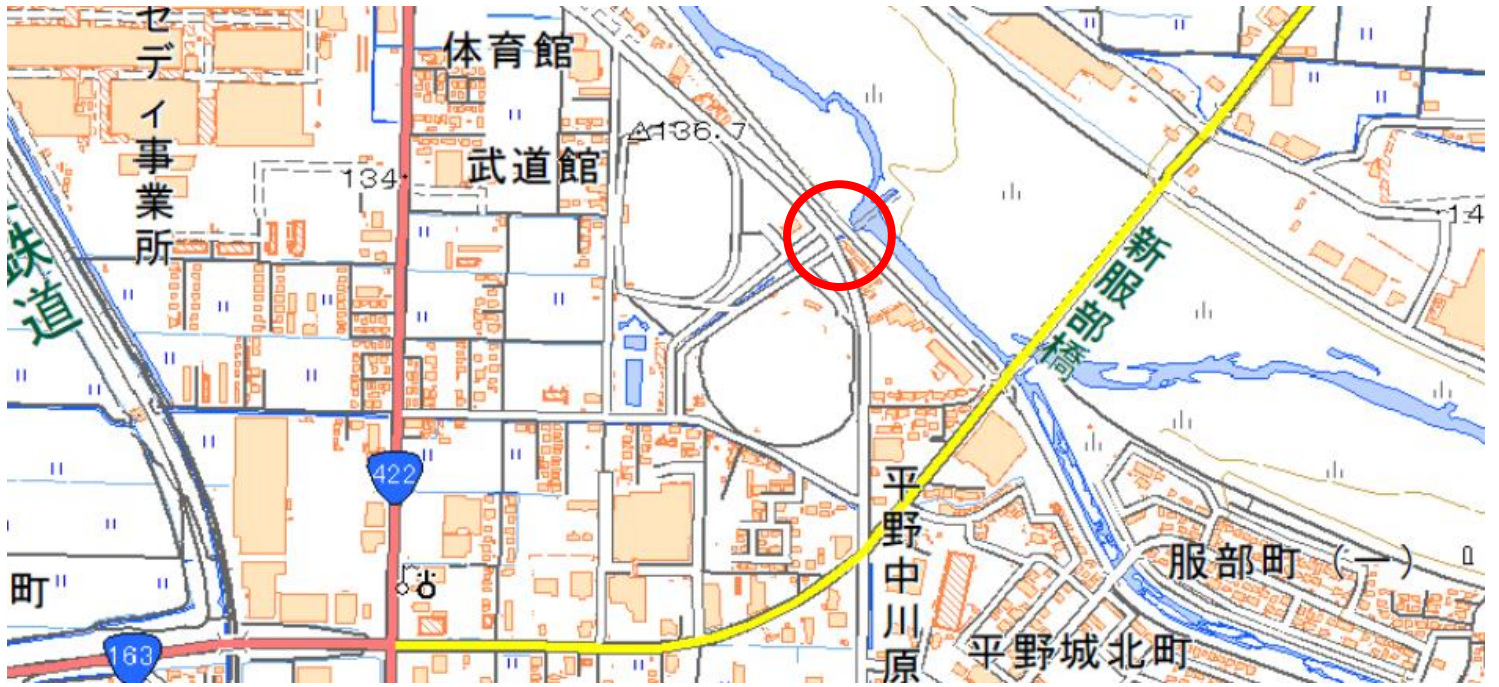 セディ事業所
体育館
136.7
武道館
134
鉄道
新服部橋
14
422
平野中川原
町
163
服部町(一)
平野城北町